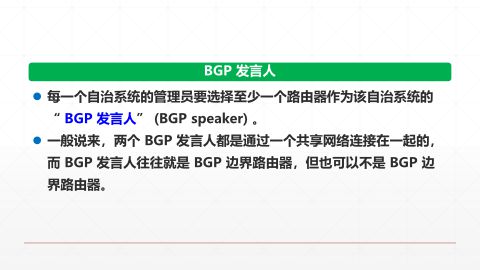 BGP 发言人
每一个自治系统的管理员要选择至少一个路由器作为该自治系统的
“ BGP 发言人” (BGP speaker) 。
一般说来，两个 BGP 发言人都是通过一个共享网络连接在一起的，
而 BGP 发言人往往就是 BGP 边界路由器，但也可以不是 BGP 边
界路由器。